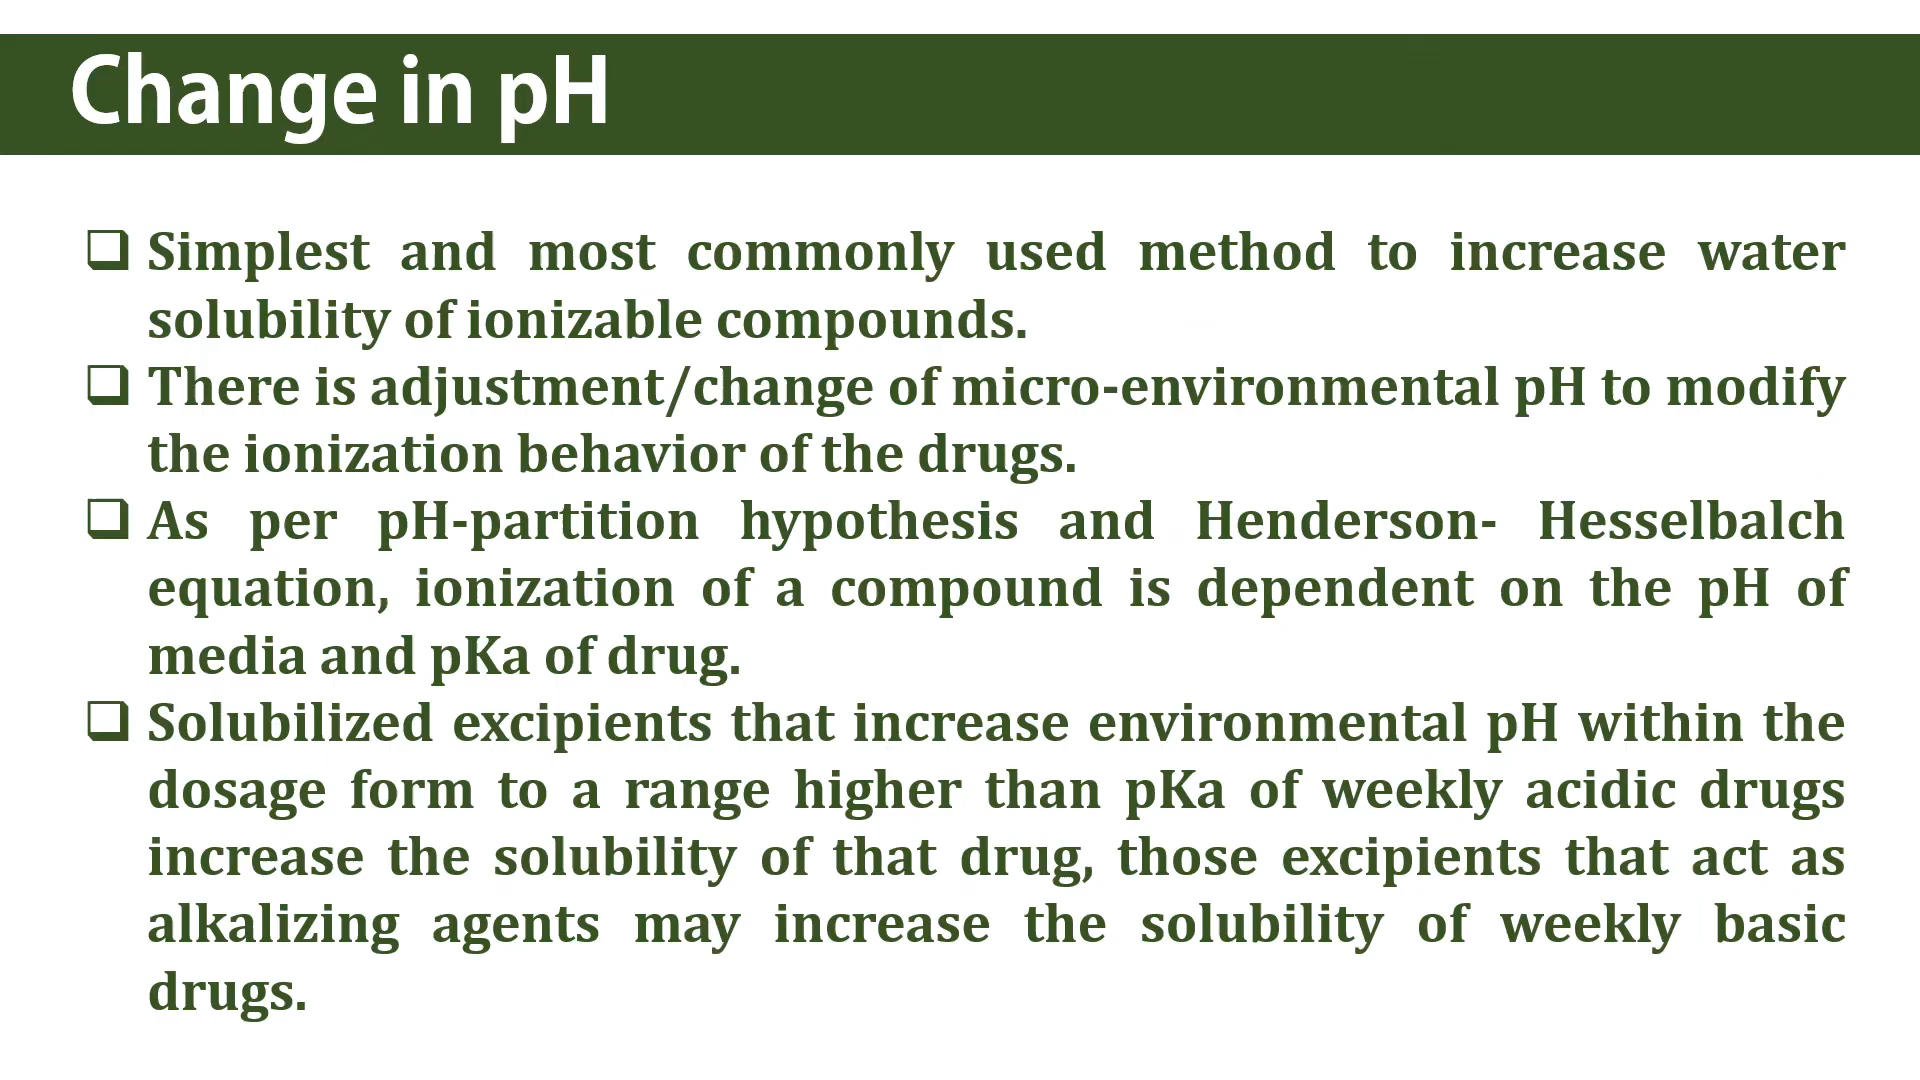 Change in pH
Simplest and most commonly used method to increase water
solubility of ionizable compounds.
There is adjustment/change of micro-environmental pH to modify
the ionization behavior of the drugs.
As per pH-partition hypothesis and Henderson- Hesselbalch
equation, ionization of a compound is dependent on the pH of
media and pKa of drug.
Solubilized excipients that increase environmental pH within the
dosage form to a range higher than pKa of weekly acidic drugs
increase the solubility of that drug, those excipients that act as
alkalizing agents may increase the solubility of weekly basic
drugs.